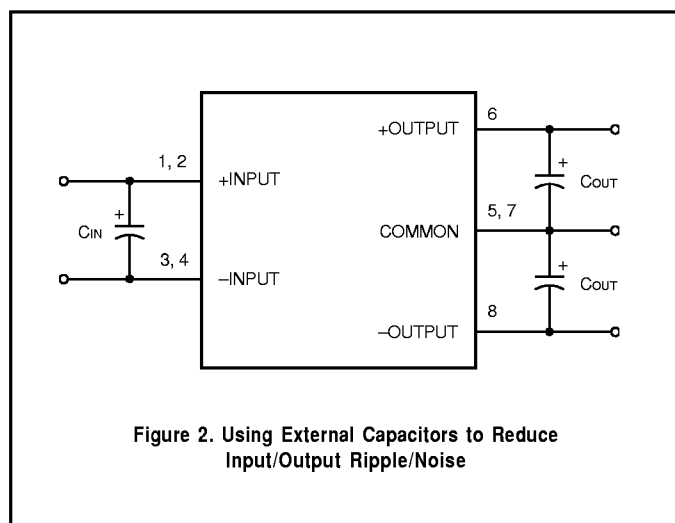 6
+OUTPUT
1, 2
+
+INPUT
COUT
5, 7
+
CIN
COMMON
+
3, 4
COUT
–INPUT
8
–OUTPUT
Figure 2. Using External Capacitors to Reduce
Input/Output Ripple/Noise